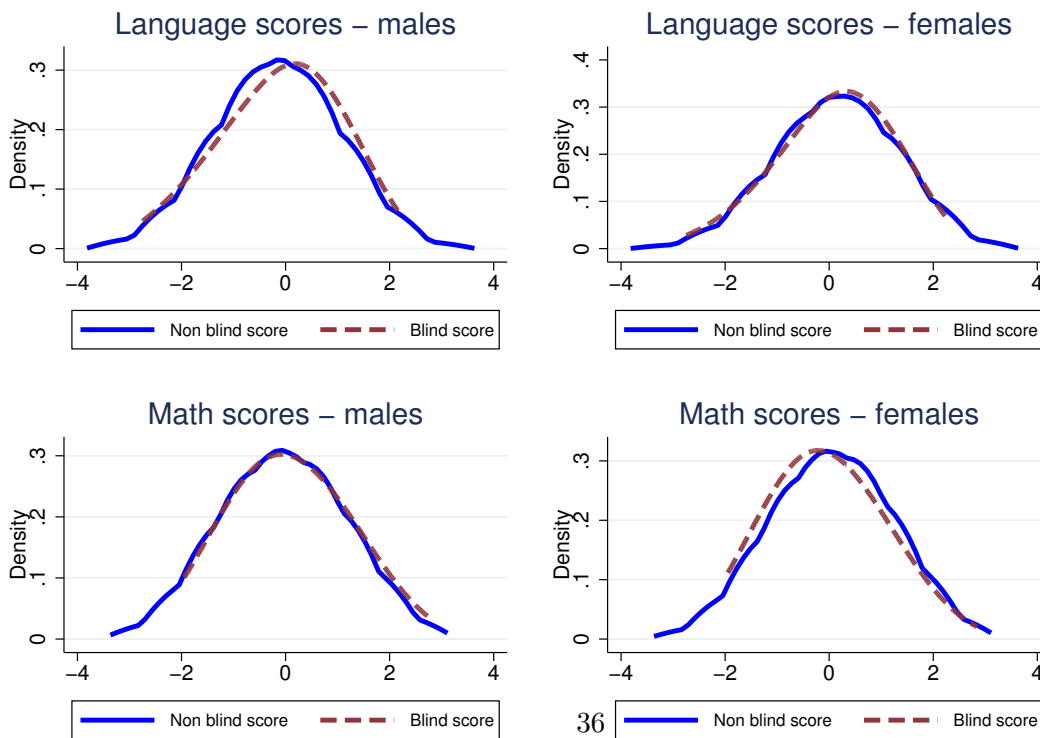 Language scores – males
Density
0 .1 .2 .3
−4 −2 0 2 4
Non blind score Blind score
Language scores – females
Density
0 .1 .2 .3 .4
−4 −2 0 2 4
Non blind score Blind score
Math scores – males
Density
0 .1 .2 .3
−4 −2 0 2 4
Non blind score Blind score
Math scores – females
Density
0 .1 .2 .3
−4 −2 0 2 4
Non blind score Blind score
36